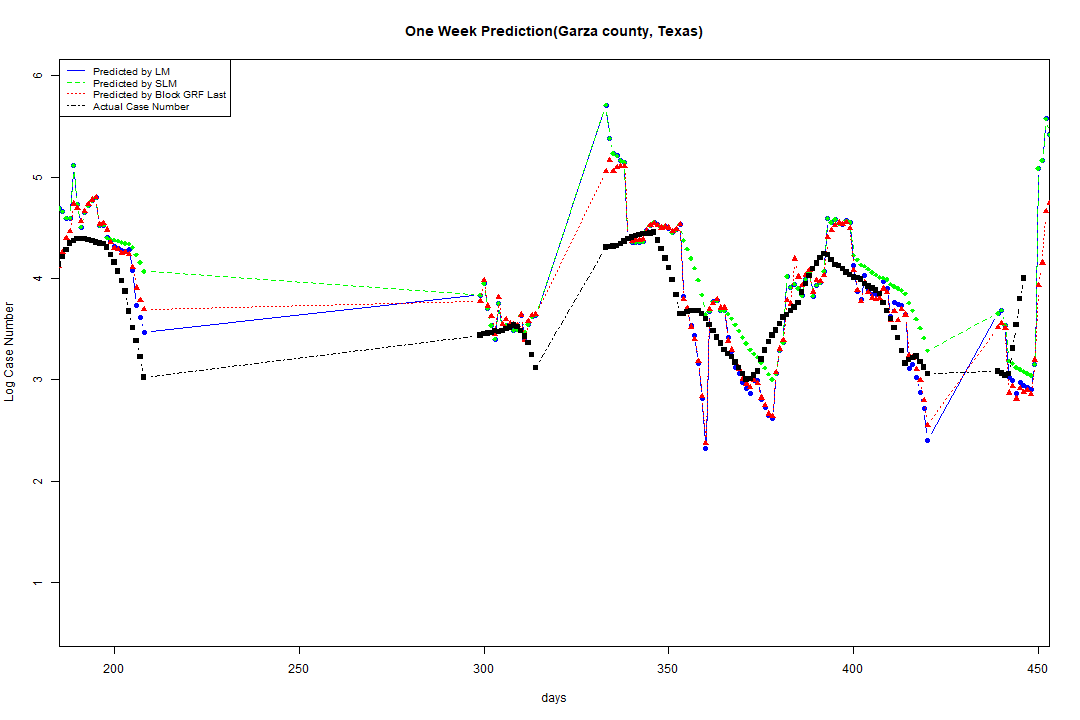 One Week Prediction(Garza county, Texas)
Predicted by LM
Predicted by SLM
Predicted by Block GRF Last
Actual Case Number
6
5
4
3
2
1
Log Case Number
200
250
300
350
400
450
days